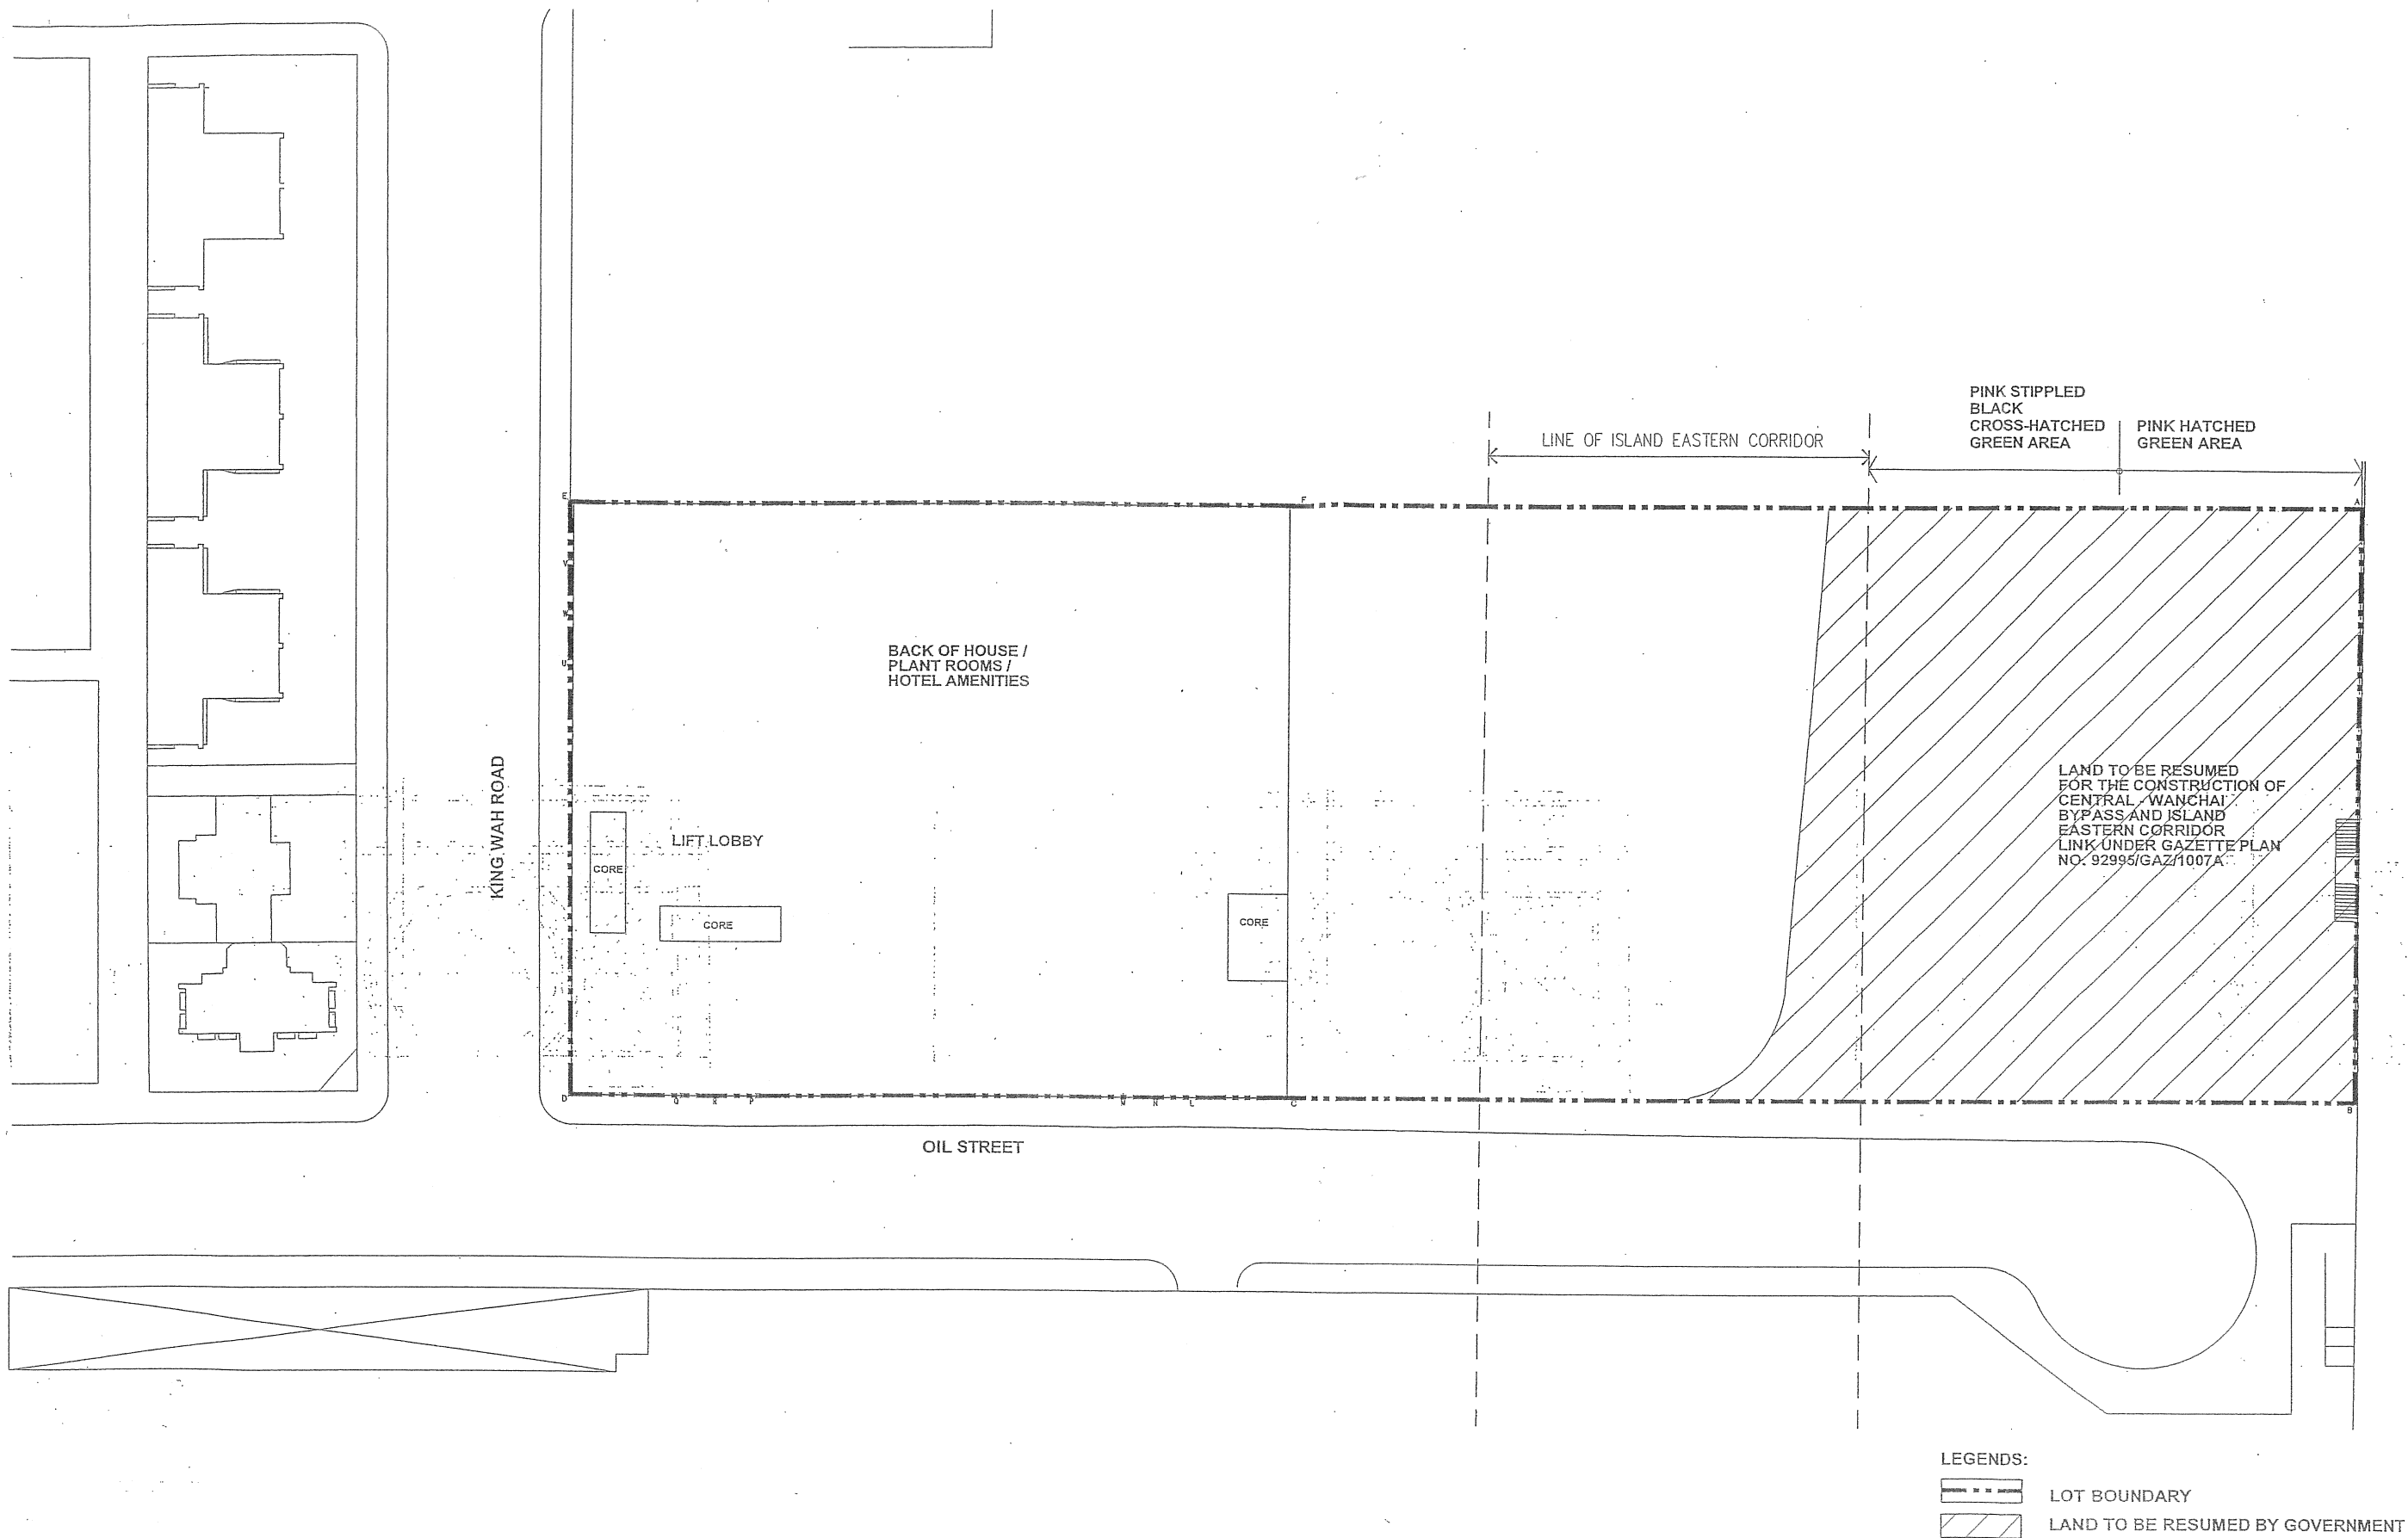 PINK STIPPLED
BLACK
CROSS-HATCHED
GREEN AREA
PINK HATCHED
GREEN AREA
LINE OF ISLAND EASTERN CORRIDOR
E
F
A
V
W
U
BACK OF HOUSE /
PLANT ROOMS /
HOTEL AMENITIES
KING WAH ROAD
LIFT LOBBY
CORE
CORE
CORE
LAND TO BE RESUMED
FOR THE CONSTRUCTION OF
CENTRAL - WANCHAI
BYPASS AND ISLAND
EASTERN CORRIDOR
LINK UNDER GAZETTE PLAN
NO. 92995/GAZ/1007A
D
Q R P
L
C
B
OIL STREET
LEGENDS:
LOT BOUNDARY
LAND TO BE RESUMED BY GOVERNMENT